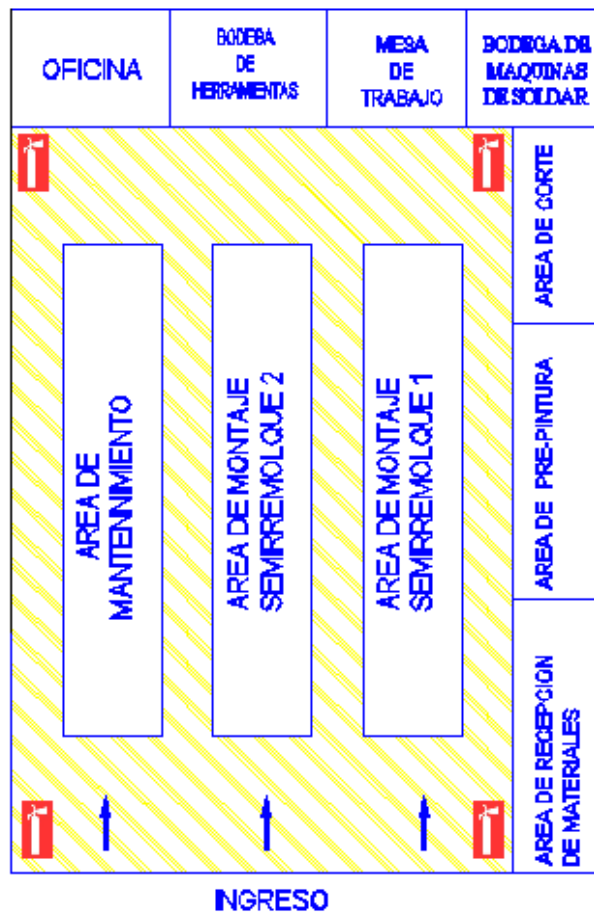 OFICINA
BODEGA
DE
HERRAMIENTAS
MESA
DE
TRABAJO
BODEGA DE
MAQUINAS
DE SOLDAR
AREA DE CORTE
AREA DE PRE-PINTURA
AREA DE RECEPCION
DE MATERIALES
AREA DE
MANTENNIMIENTO
AREA DE MONTAJE
SEMIRREMOLQUE 2
AREA DE MONTAJE
SEMIRREMOLQUE 1
INGRESO